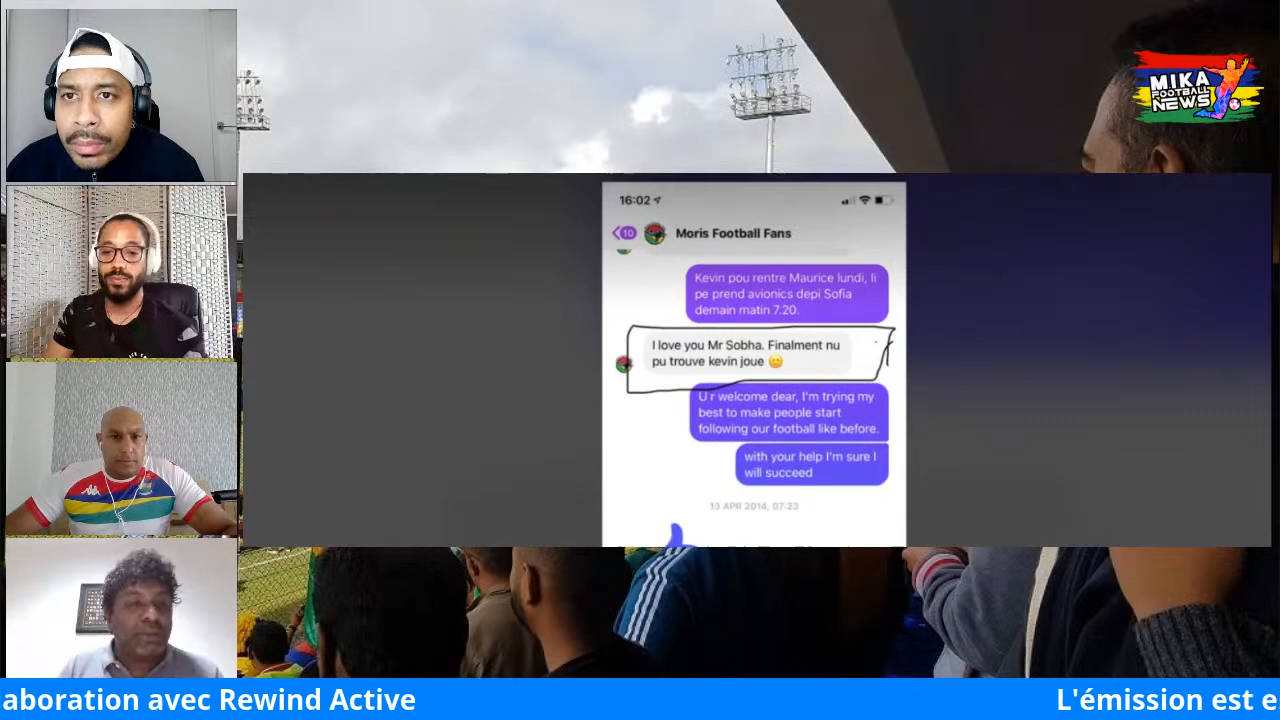 MIKA
FOOTBALL
NEWS
16:02
10
Moris Football Fans
Kevin pou rentre Maurice lundi, li
pe prend avionics depi Sofia
demain matin 7.20.
I love you Mr Sobha. Finalment nu
pu trouve kevin joue 😊
U r welcome dear, I'm trying my
best to make people start
following our football like before.
with your help I'm sure I
will succeed
13 APR 2014, 07:23
laboration avec Rewind Active
L'émission est e